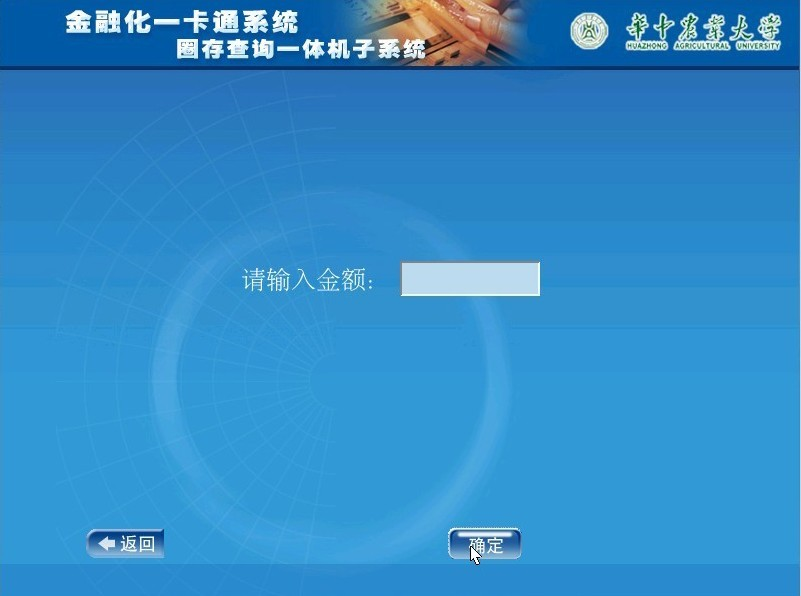 金融化一卡通系统
圈存查询一体机子系统
华中农业大学
HUAZHONG AGRICULTURAL UNIVERSITY
请输入金额：
返回
确定